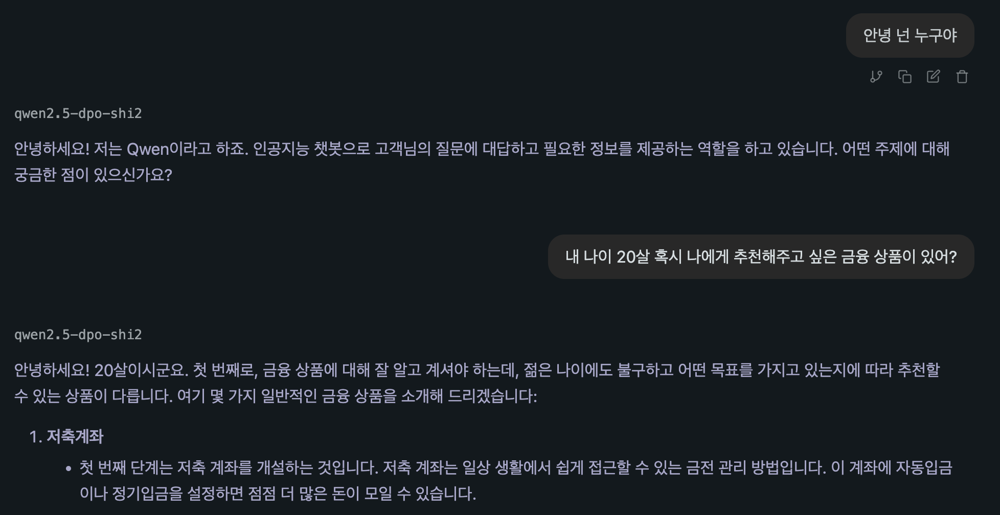 안녕 넌 누구야
qwen2.5-dpo-shi2
안녕하세요! 저는 Qwen이라고 하죠. 인공지능 챗봇으로 고객님의 질문에 대답하고 필요한 정보를 제공하는 역할을 하고 있습니다. 어떤 주제에 대해
궁금한 점이 있으신가요?
내 나이 20살 혹시 나에게 추천해주고 싶은 금융 상품이 있어?
qwen2.5-dpo-shi2
안녕하세요! 20살이시군요. 첫 번째로, 금융 상품에 대해 잘 알고 계셔야 하는데, 젊은 나이에도 불구하고 어떤 목표를 가지고 있는지에 따라 추천할
수 있는 상품이 다릅니다. 여기 몇 가지 일반적인 금융 상품을 소개해 드리겠습니다:
1. 저축계좌
• 첫 번째 단계는 저축 계좌를 개설하는 것입니다. 저축 계좌는 일상 생활에서 쉽게 접근할 수 있는 금전 관리 방법입니다. 이 계좌에 자동입금
이나 정기입금을 설정하면 점점 더 많은 돈이 모일 수 있습니다.